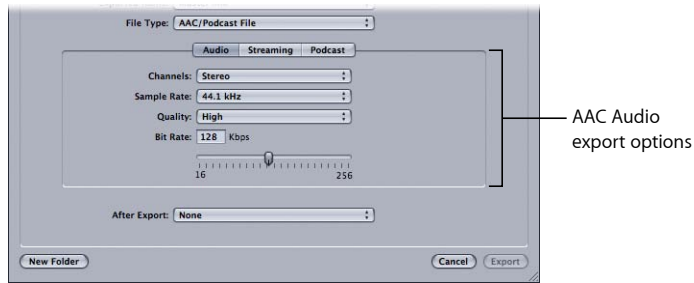 File Type: AAC/Podcast File
Audio Streaming Podcast
Channels: Stereo
Sample Rate: 44.1 kHz
Quality: High
Bit Rate: 128 Kbps
16 256
AAC Audio
export options
After Export: None
New Folder Cancel Export